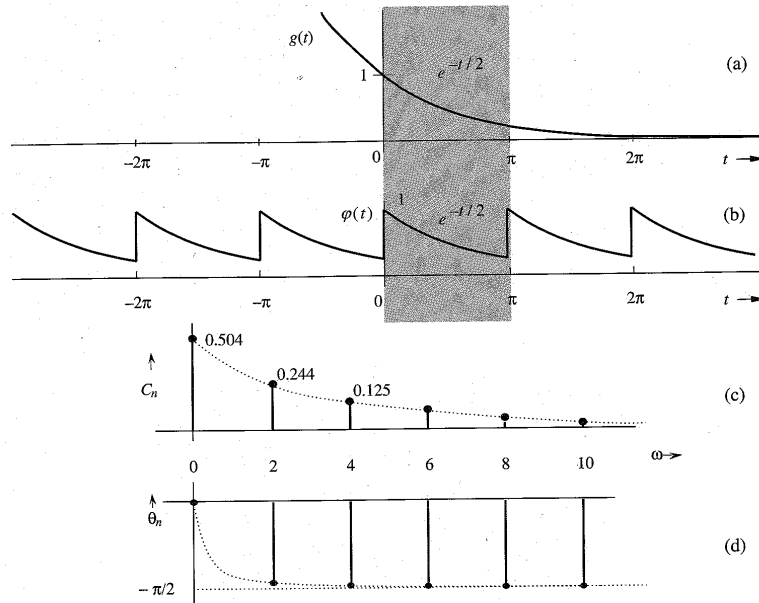 g(t)
1
e^{-t/2}
(a)
−2π −π 0 π 2π t →
φ(t) 1 e^{-t/2} (b)
−2π −π 0 π 2π t →
0.504
0.244
0.125
↑
C_n
(c)
0 2 4 6 8 10 ω→
↑
θ_n
(d)
− π/2